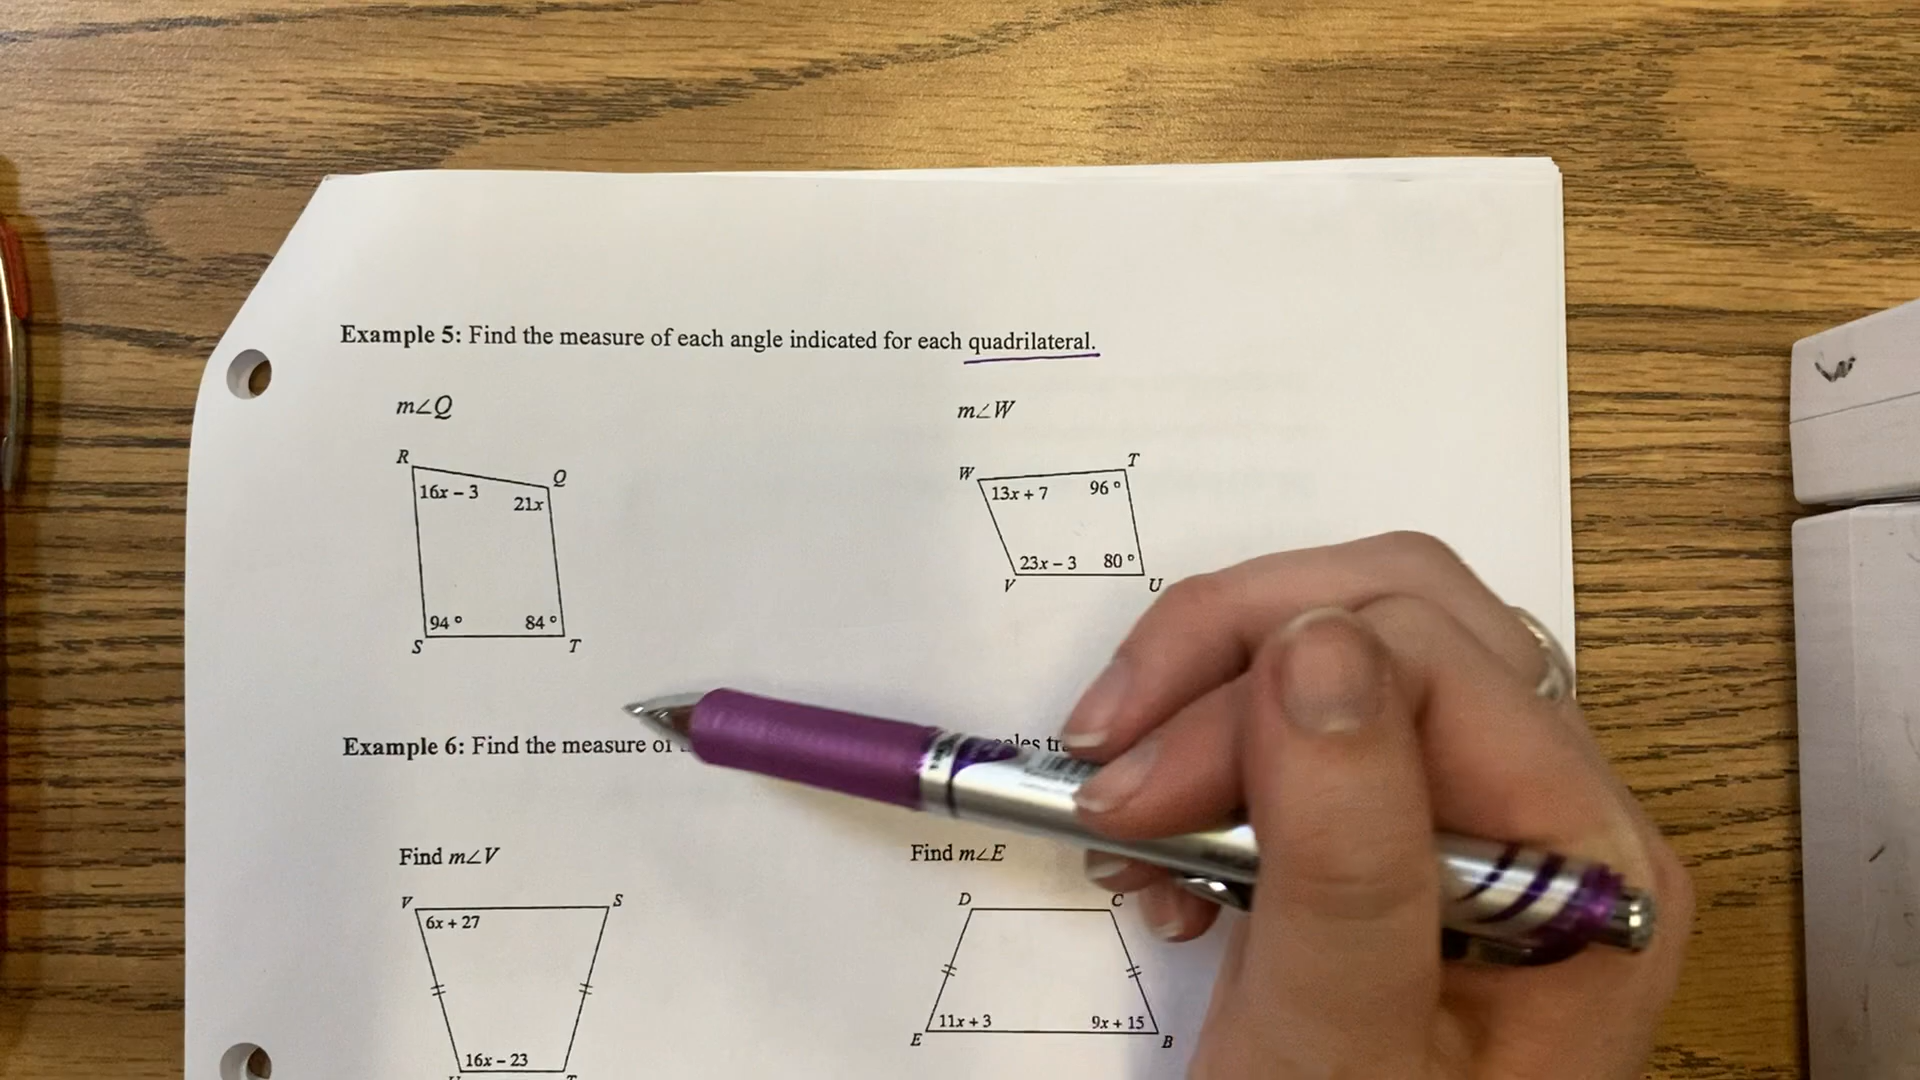 Example 5: Find the measure of each angle indicated for each quadrilateral.
m∠Q
m∠W
R
Q
16x – 3
21x
94 °
84 °
S
T
W
T
13x + 7
96 °
23x – 3
80 °
V
U
Example 6: Find the measure
Find m∠V
Find m∠E
V
S
6x + 27
16x – 23
D
C
11x + 3
9x + 15
E
B